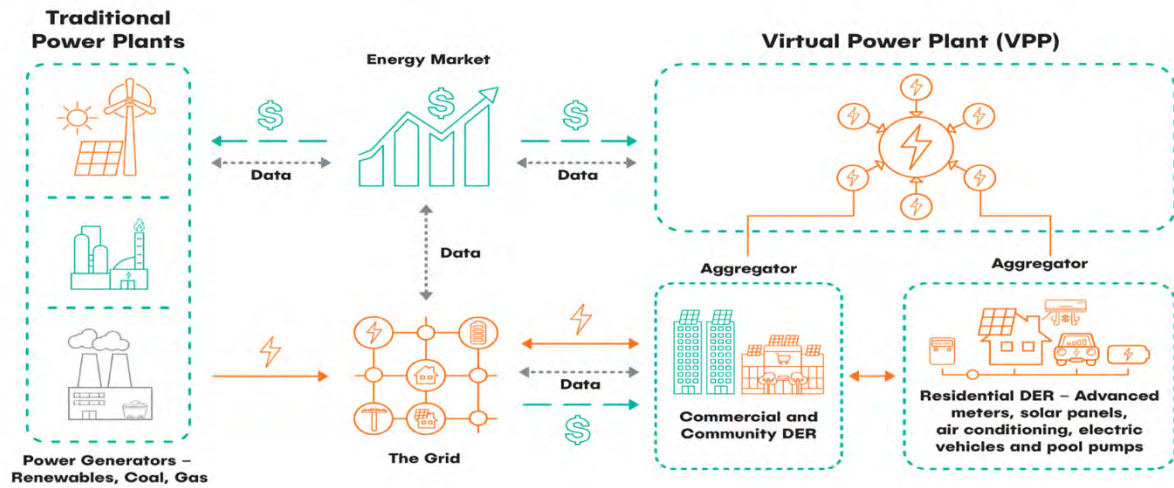 Traditional
Power Plants
Energy Market
Virtual Power Plant (VPP)
$
$
$
Data
Data
Data
Aggregator
Aggregator
Data
$
Power Generators –
Renewables, Coal, Gas
The Grid
Commercial and
Community DER
Residential DER – Advanced
meters, solar panels,
air conditioning, electric
vehicles and pool pumps